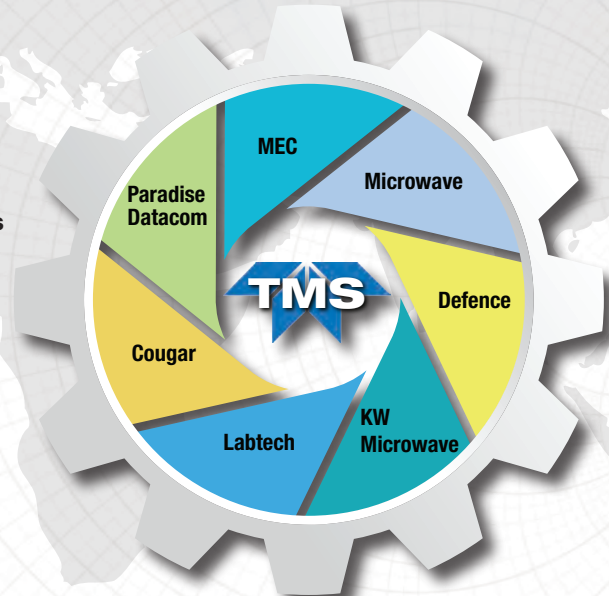 MEC
Microwave
Paradise
Datacom
s
TMS
Defence
Cougar
KW
Microwave
Labtech